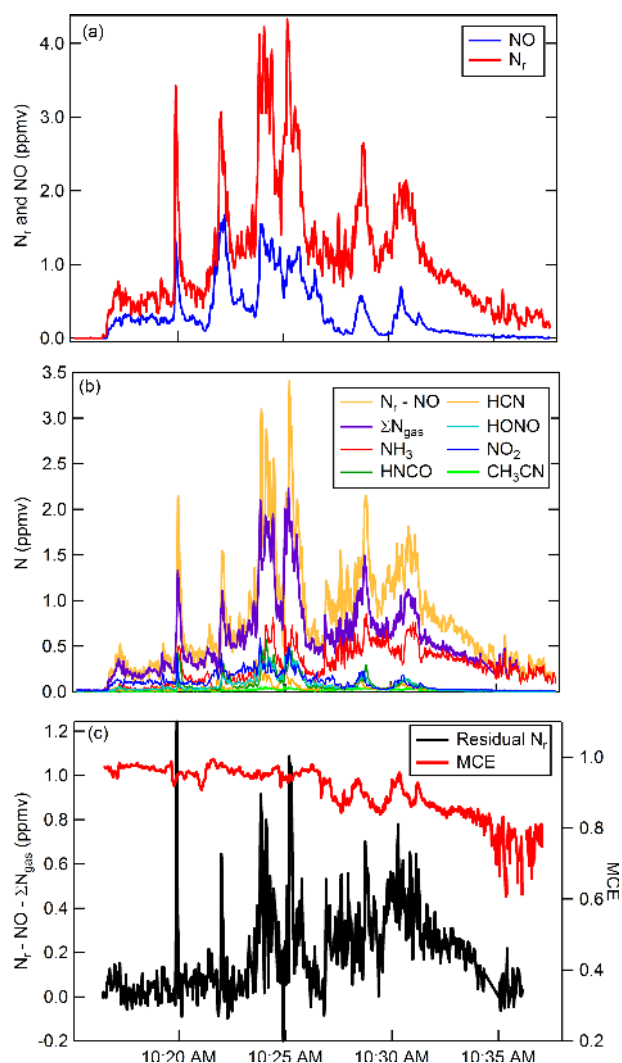 (a)
NO
Nr
4.0
3.0
2.0
1.0
0.0
Nr and NO (ppmv)
(b)
Nr - NO
HCN
ΣNgas
HONO
NH3
NO2
HNCO
CH3CN
3.5
3.0
2.5
2.0
1.5
1.0
0.5
0.0
N (ppmv)
(c)
Residual Nr
MCE
1.2
1.0
0.8
0.6
0.4
0.2
0.0
-0.2
Nr - NO - ΣNgas (ppmv)
1.0
0.8
0.6
0.4
0.2
MCE
10:20 AM
10:25 AM
10:30 AM
10:35 AM